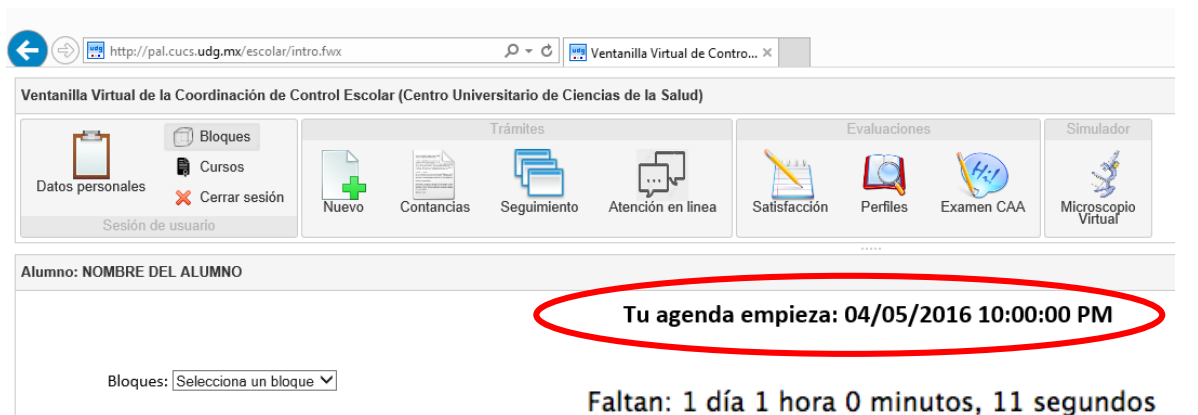 http://pal.cucs.udg.mx/escolar/intro.fwx
Ventanilla Virtual de Contro...
Ventanilla Virtual de la Coordinación de Control Escolar (Centro Universitario de Ciencias de la Salud)
Datos personales
Bloques
Cursos
Cerrar sesión
Sesión de usuario
Trámites
Nuevo
Contancias
Seguimiento
Atención en linea
Evaluaciones
Satisfacción
Perfiles
Hi!
Examen CAA
Simulador
Microscopio
Virtual
Alumno: NOMBRE DEL ALUMNO
Tu agenda empieza: 04/05/2016 10:00:00 PM
Bloques: Selecciona un bloque
Faltan: 1 día 1 hora 0 minutos, 11 segundos